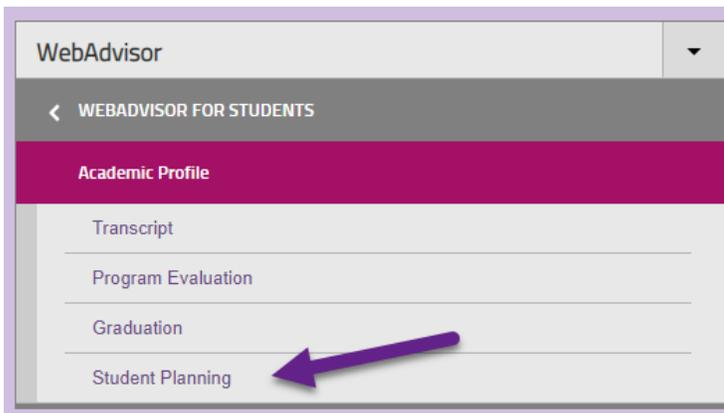 WebAdvisor
WEBADVISOR FOR STUDENTS
Academic Profile
Transcript
Program Evaluation
Graduation
Student Planning